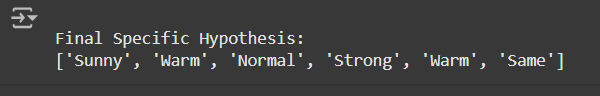 Final Specific Hypothesis:
['Sunny', 'Warm', 'Normal', 'Strong', 'Warm', 'Same']